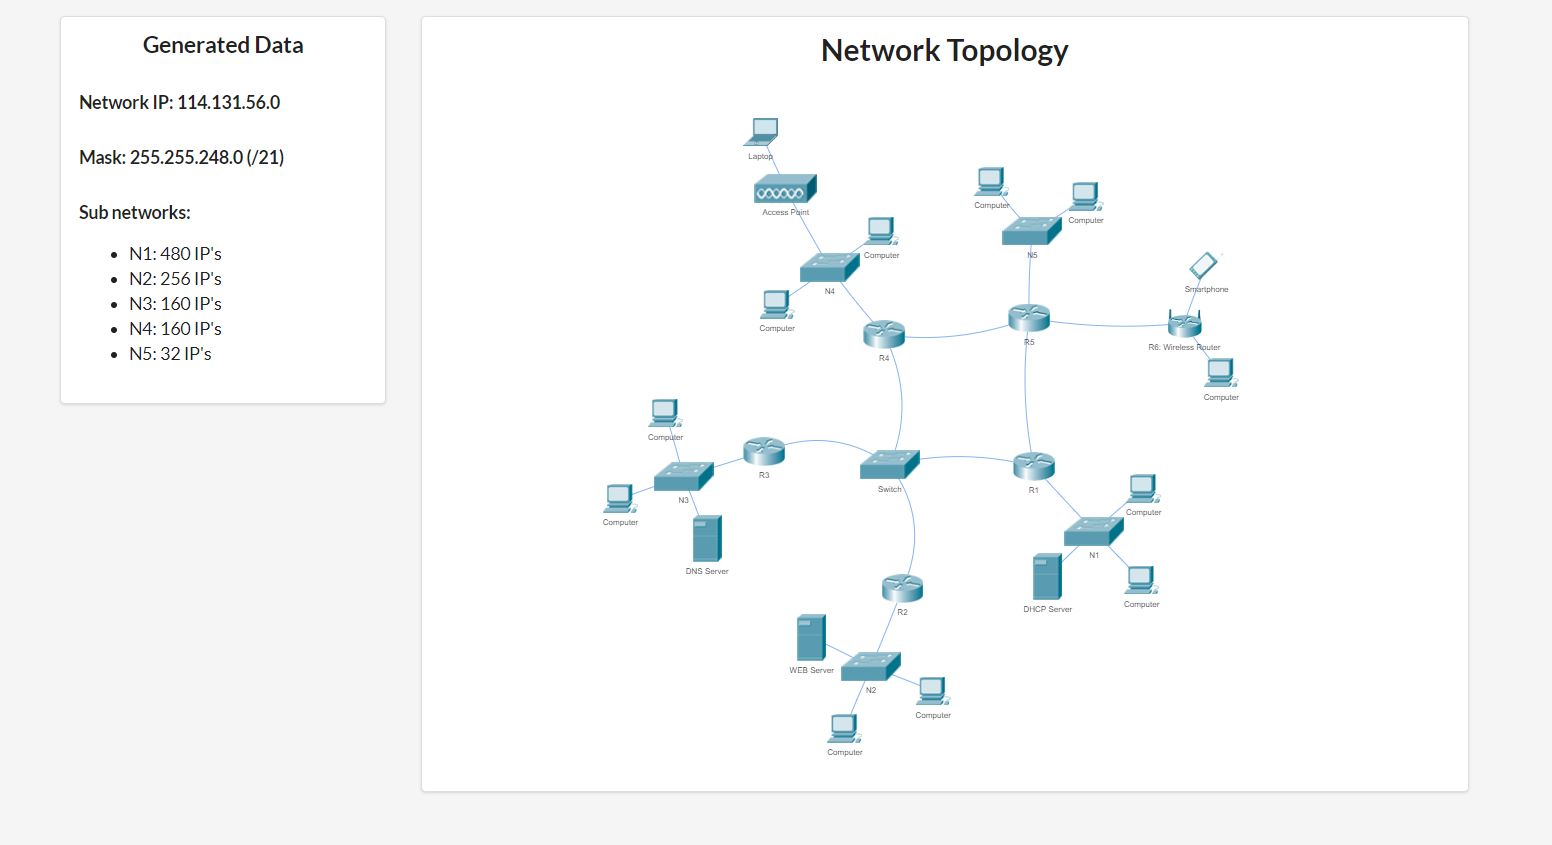 Generated Data
Network IP: 114.131.56.0
Mask: 255.255.248.0 (/21)
Sub networks:
N1: 480 IP's
N2: 256 IP's
N3: 160 IP's
N4: 160 IP's
N5: 32 IP's
Network Topology
Laptop
Access Point
Computer
Computer
Computer
N5
N4
Smartphone
Computer
R5
R6: Wireless Router
R4
Computer
Computer
R3
Switch
R1
N3
Computer
Computer
N1
DNS Server
DHCP Server
Computer
R2
WEB Server
N2
Computer
Computer